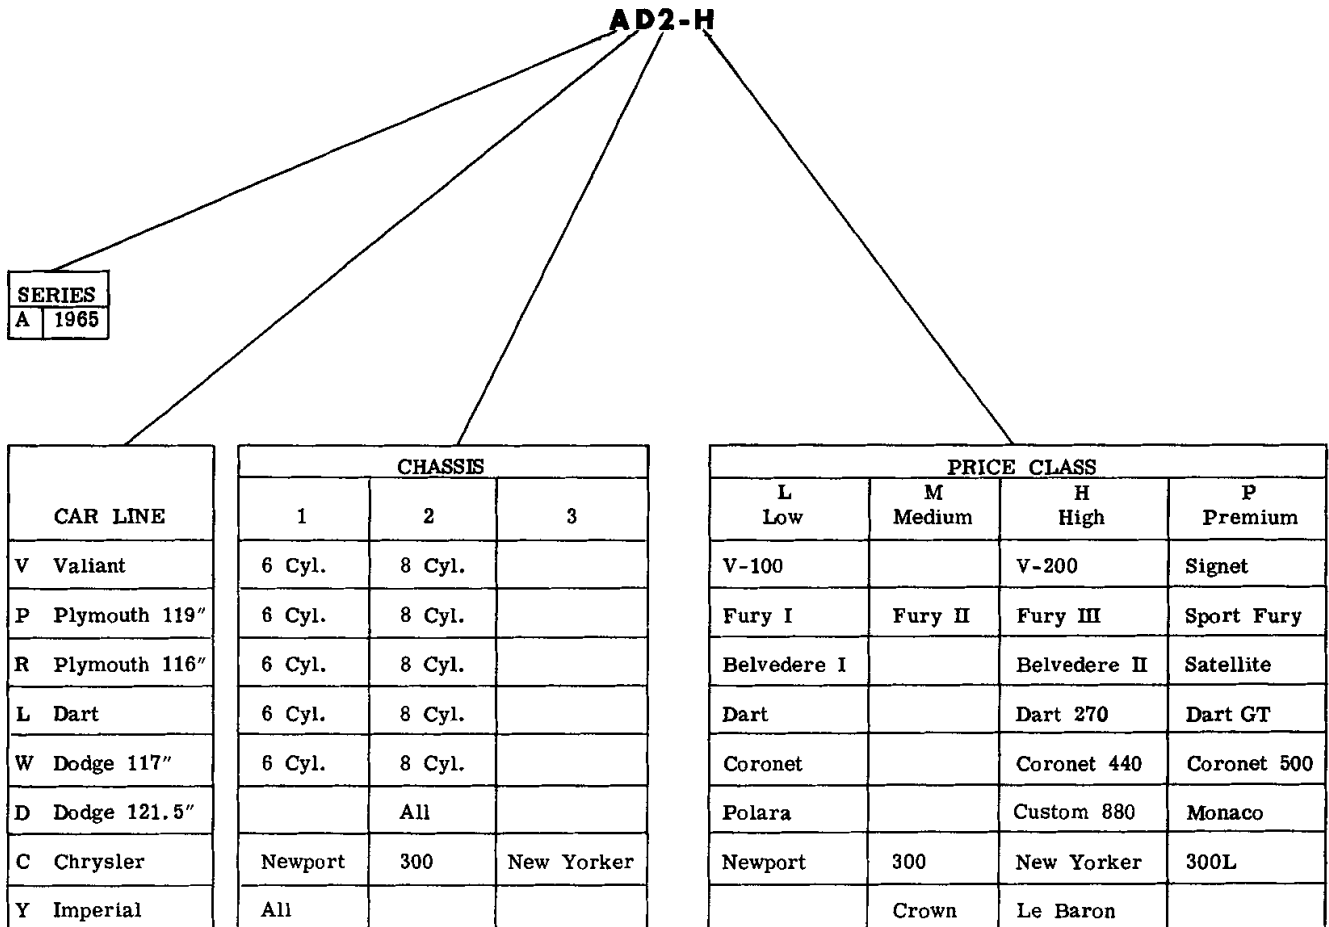 AD2-H
SERIES
A 1965
CHASSIS PRICE CLASS
L M H P
CAR LINE 1 2 3 Low Medium High Premium
V Valiant 6 Cyl. 8 Cyl. V-100 V-200 Signet
P Plymouth 119″ 6 Cyl. 8 Cyl. Fury I Fury II Fury III Sport Fury
R Plymouth 116″ 6 Cyl. 8 Cyl. Belvedere I Belvedere II Satellite
L Dart 6 Cyl. 8 Cyl. Dart Dart 270 Dart GT
W Dodge 117″ 6 Cyl. 8 Cyl. Coronet Coronet 440 Coronet 500
D Dodge 121.5″ All Polara Custom 880 Monaco
C Chrysler Newport 300 New Yorker Newport 300 New Yorker 300L
Y Imperial All Crown Le Baron